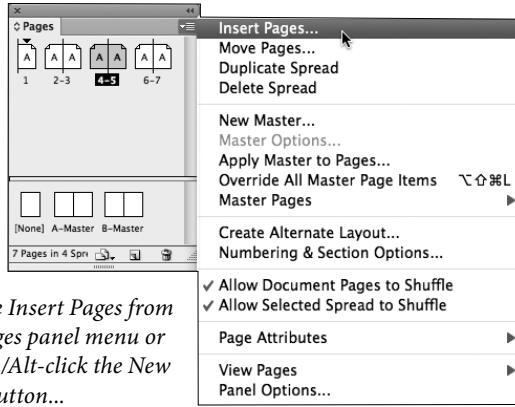 Pages
A
A A
A A
A A
1 2-3 4-5 6-7
[None] A-Master B-Master
7 Pages in 4 Spre
Insert Pages...
Move Pages...
Duplicate Spread
Delete Spread
New Master...
Master Options...
Apply Master to Pages...
Override All Master Page Items ⌥⇧⌘L
Master Pages
Create Alternate Layout...
Numbering & Section Options...
✓ Allow Document Pages to Shuffle
✓ Allow Selected Spread to Shuffle
Page Attributes
View Pages
Panel Options...
e Insert Pages from
ges panel menu or
/Alt-click the New
utton...